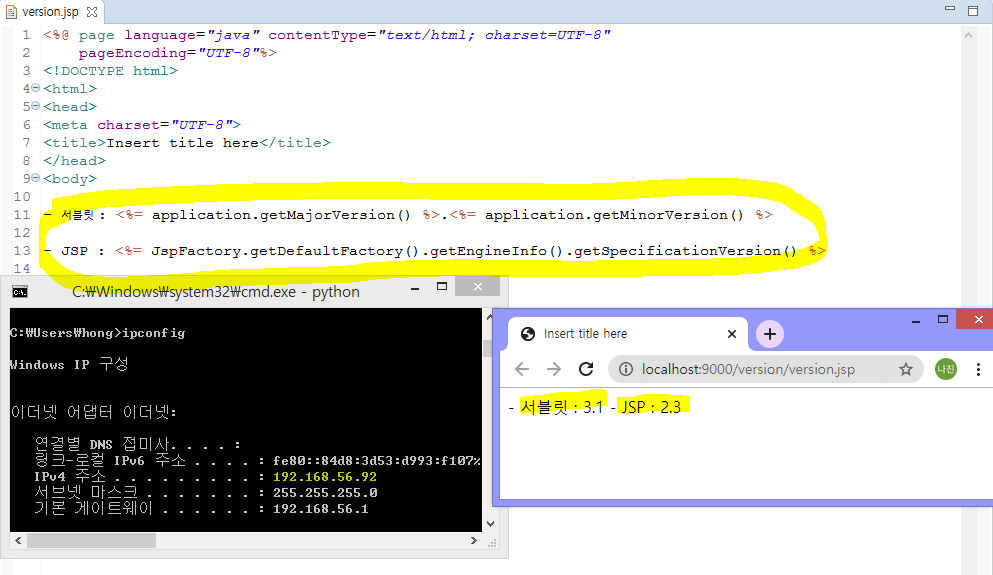 version.jsp
1 <%@ page language="java" contentType="text/html; charset=UTF-8"
2 pageEncoding="UTF-8"%>
3 <!DOCTYPE html>
4 <html>
5 <head>
6 <meta charset="UTF-8">
7 <title>Insert title here</title>
8 </head>
9 <body>
10
11 - 서블릿 : <%= application.getMajorVersion() %>.<%= application.getMinorVersion() %>
12
13 - JSP : <%= JspFactory.getDefaultFactory().getEngineInfo().getSpecificationVersion() %>
14
C:\Windows\system32\cmd.exe - python
C:\Users\hong>ipconfig
Windows IP 구성
이더넷 어댑터 이더넷:
연결별 DNS 접미사. . . . :
링크-로컬 IPv6 주소 . . . . : fe80::84d8:3d53:d993:f107%
IPv4 주소 . . . . . . . . . : 192.168.56.92
서브넷 마스크 . . . . . . . : 255.255.255.0
기본 게이트웨이 . . . . . . : 192.168.56.1
Insert title here
localhost:9000/version/version.jsp
나진
- 서블릿 : 3.1 - JSP : 2.3